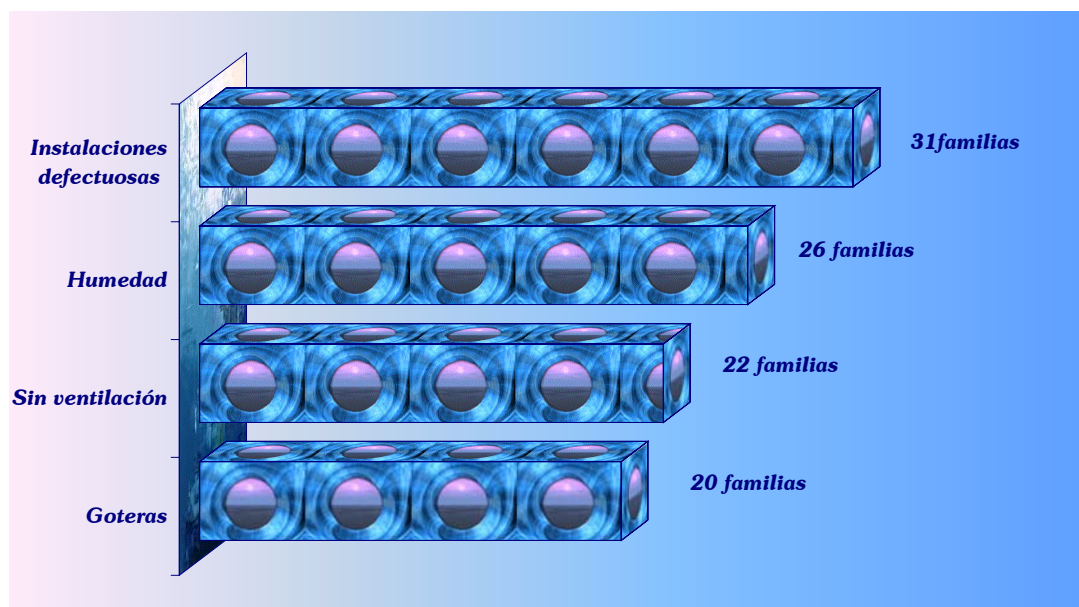 Instalaciones
defectuosas
31familias
Humedad
26 familias
Sin ventilación
22 familias
Goteras
20 familias